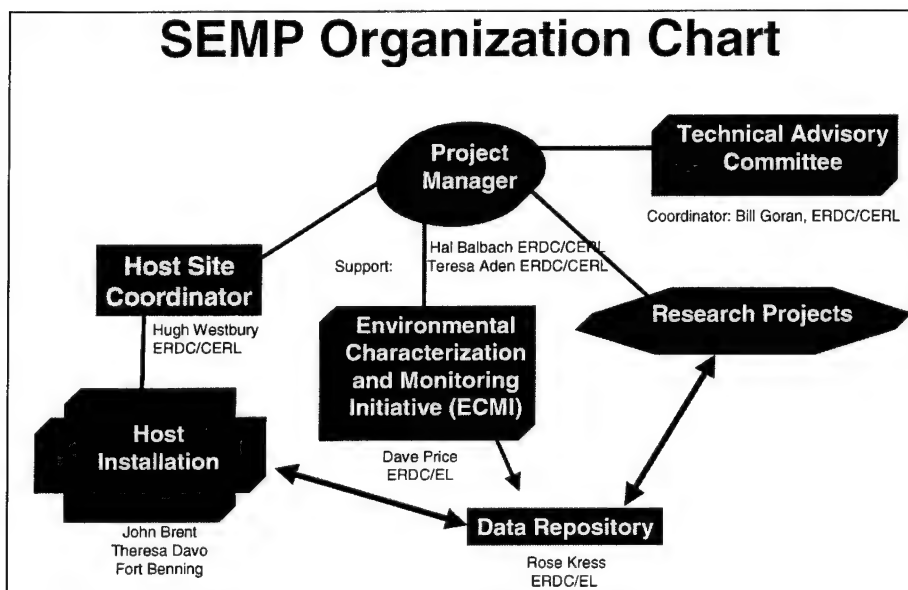 SEMP Organization Chart
Project
Manager
Technical Advisory
Committee
Coordinator: Bill Goran, ERDC/CERL
Support:
Hal Balbach ERDC/CERL
Teresa Aden ERDC/CERL
Host Site
Coordinator
Hugh Westbury
ERDC/CERL
Environmental
Characterization
and Monitoring
Initiative (ECMI)
Research Projects
Host
Installation
Dave Price
ERDC/EL
John Brent
Theresa Davo
Fort Benning
Data Repository
Rose Kress
ERDC/EL